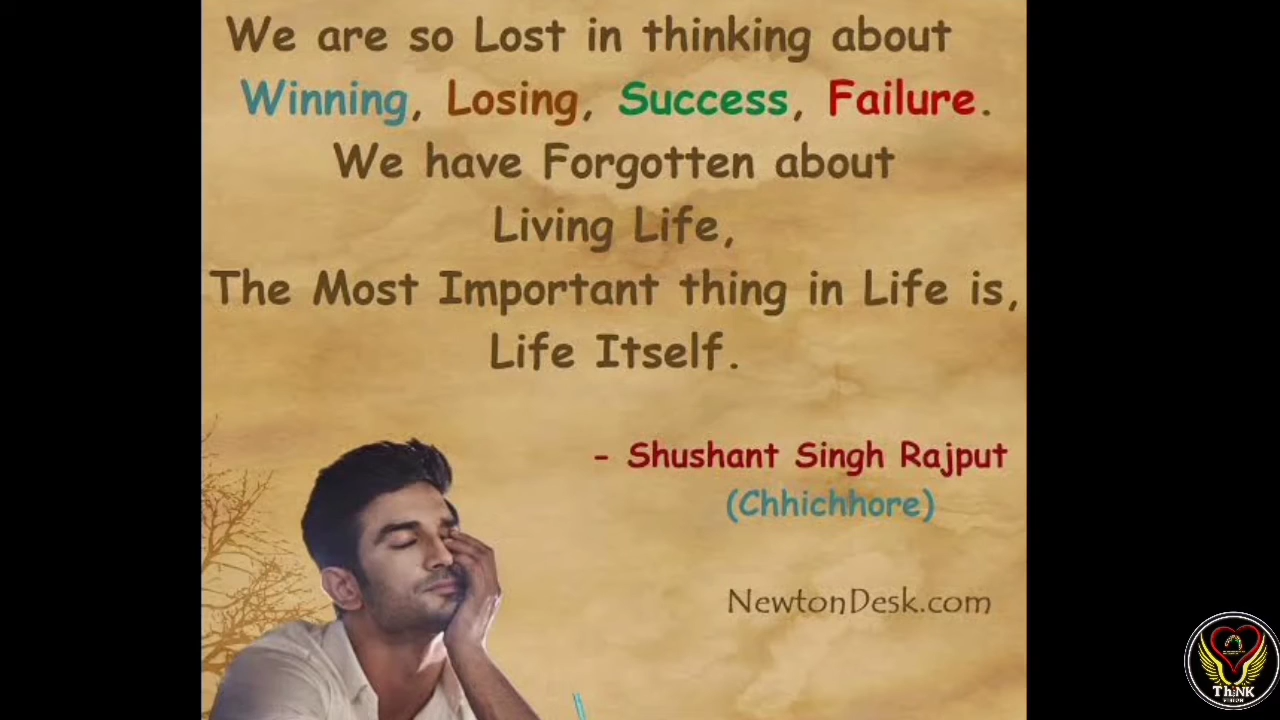 We are so Lost in thinking about
Winning, Losing, Success, Failure.
We have Forgotten about
Living Life,
The Most Important thing in Life is,
Life Itself.
- Shushant Singh Rajput
(Chhichhore)
NewtonDesk.com
ThiNK